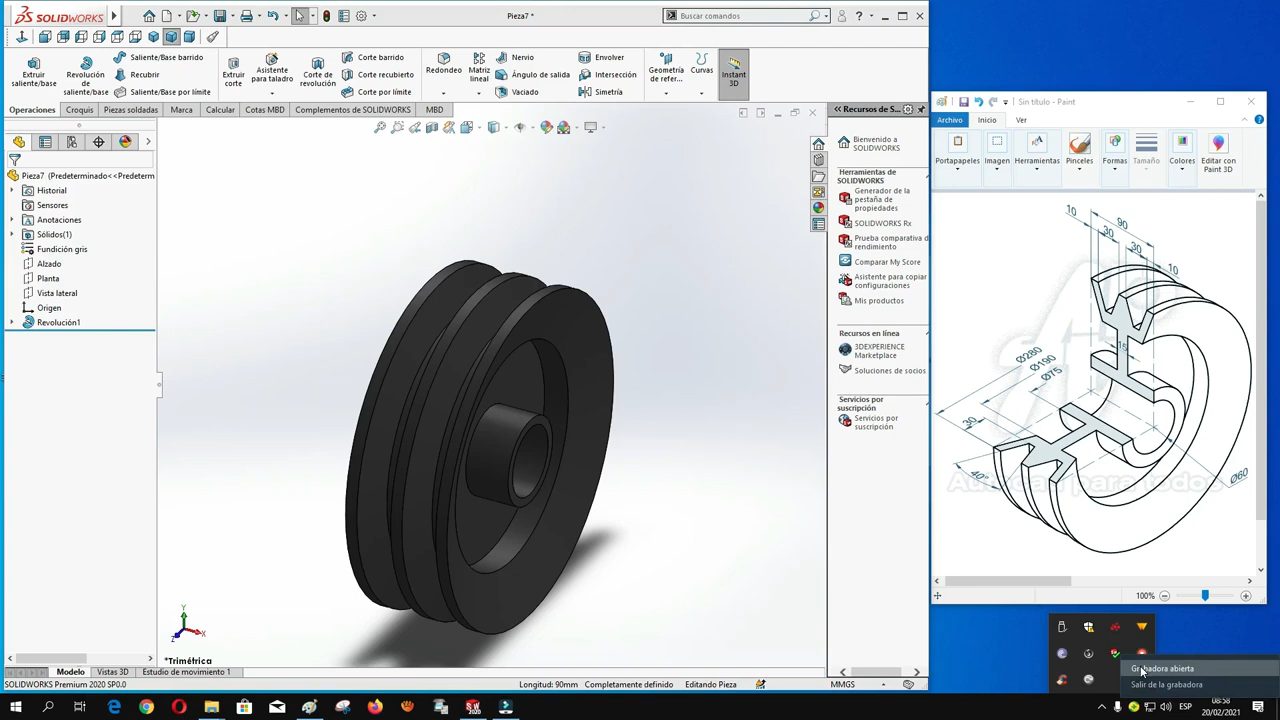 SOLIDWORKS
Pieza7 *
Buscar comandos
Extruir saliente/base
Revolución de saliente/base
Saliente/Base barrido
Recubrir
Saliente/Base por límite
Extruir corte
Asistente para taladro
Corte de revolución
Corte barrido
Corte recubierto
Corte por límite
Redondeo
Matriz lineal
Nervio
Ángulo de salida
Vaciado
Envolver
Intersección
Simetría
Geometría de refer...
Curvas
Instant 3D
Operaciones
Croquis
Piezas soldadas
Marca
Calcular
Cotas MBD
Complementos de SOLIDWORKS
MBD
Pieza7 (Predeterminado<<Predeterm
Historial
Sensores
Anotaciones
Sólidos(1)
Fundición gris
Alzado
Planta
Vista lateral
Origen
Revolución1
Y
X
Z
*Trimétrica
Modelo
Vistas 3D
Estudio de movimiento 1
SOLIDWORKS Premium 2020 SP0.0
Longitud: 90mm
Completamente definido
Editando Pieza
MMGS
Recursos de S...
Bienvenido a
SOLIDWORKS
Herramientas de
SOLIDWORKS
Generador de la
pestaña de
propiedades
SOLIDWORKS Rx
Prueba comparativa d
rendimiento
Comparar My Score
Asistente para copiar
configuraciones
Mis productos
Recursos en línea
3DEXPERIENCE
Marketplace
Soluciones de socios
Servicios por
suscripción
Servicios por
suscripción
Sin título - Paint
Archivo
Inicio
Ver
Portapapeles
Imagen
Herramientas
Pinceles
Formas
Tamaño
Colores
Editar con
Paint 3D
10
90
30
30
10
15
Ø280
Ø190
Ø75
30
40°
Ø60
para todos
100%
Grabadora abierta
Salir de la grabadora
ESP
08:58
20/02/2021